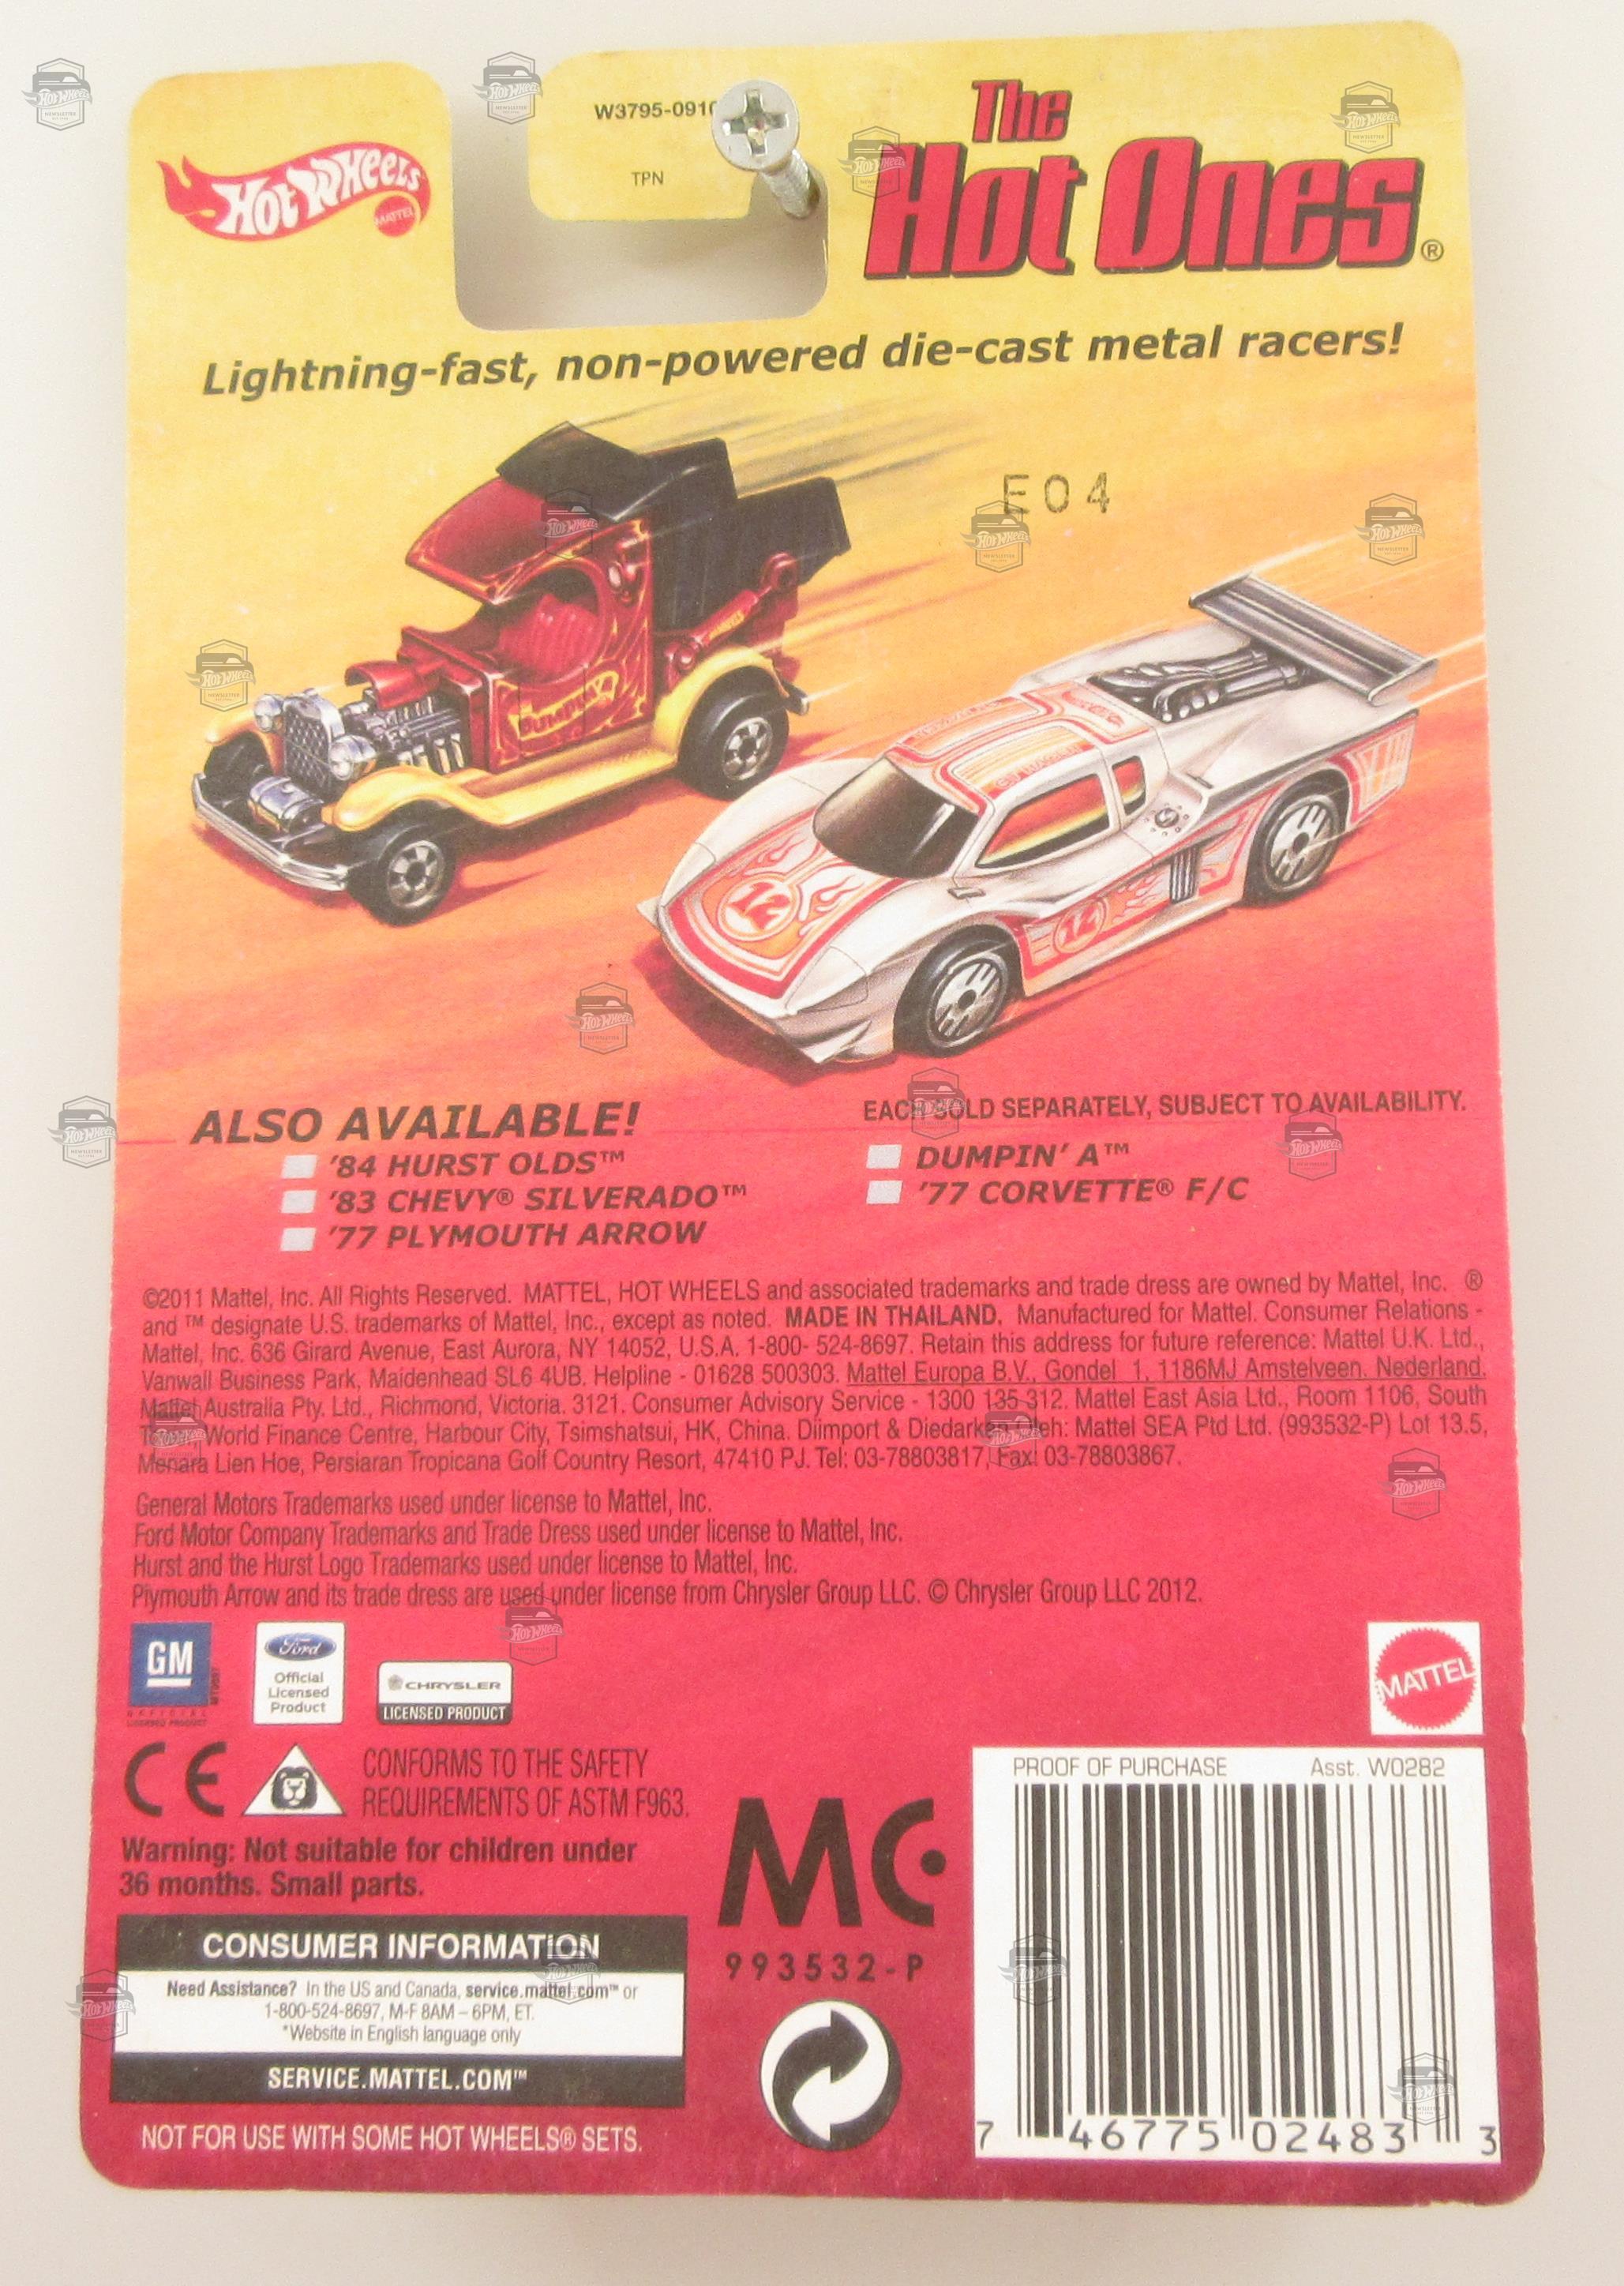 W3795-0910
TPN
HOT WHEELS
MATTEL
The
Hot Ones®
Lightning-fast, non-powered die-cast metal racers!
E04
12
12
ALSO AVAILABLE!
'84 HURST OLDS™
'83 CHEVY® SILVERADO™
'77 PLYMOUTH ARROW
EACH SOLD SEPARATELY, SUBJECT TO AVAILABILITY.
DUMPIN' A™
'77 CORVETTE® F/C
©2011 Mattel, Inc. All Rights Reserved. MATTEL, HOT WHEELS and associated trademarks and trade dress are owned by Mattel, Inc. ®
and ™ designate U.S. trademarks of Mattel, Inc., except as noted. MADE IN THAILAND. Manufactured for Mattel. Consumer Relations -
Mattel, Inc. 636 Girard Avenue, East Aurora, NY 14052, U.S.A. 1-800- 524-8697. Retain this address for future reference: Mattel U.K. Ltd.,
Vanwall Business Park, Maidenhead SL6 4UB. Helpline - 01628 500303. Mattel Europa B.V., Gondel 1, 1186MJ Amstelveen. Nederland.
Mattel Australia Pty. Ltd., Richmond, Victoria. 3121. Consumer Advisory Service - 1300 135 312. Mattel East Asia Ltd., Room 1106, South
World Finance Centre, Harbour City, Tsimshatsui, HK, China. Diimport & Diedarkan Oleh: Mattel SEA Ptd Ltd. (993532-P) Lot 13.5,
Menara Lien Hoe, Persiaran Tropicana Golf Country Resort, 47410 PJ. Tel: 03-78803817, Fax: 03-78803867.
General Motors Trademarks used under license to Mattel, Inc.
Ford Motor Company Trademarks and Trade Dress used under license to Mattel, Inc.
Hurst and the Hurst Logo Trademarks used under license to Mattel, Inc.
Plymouth Arrow and its trade dress are used under license from Chrysler Group LLC. © Chrysler Group LLC 2012.
GM
OFFICIAL
LICENSED PRODUCT
Ford
Official
Licensed
Product
CHRYSLER
LICENSED PRODUCT
MATTEL
CE
CONFORMS TO THE SAFETY
REQUIREMENTS OF ASTM F963.
Warning: Not suitable for children under
36 months. Small parts.
CONSUMER INFORMATION
Need Assistance? In the US and Canada, service.mattel.com™ or
1-800-524-8697, M-F 8AM – 6PM, ET.
*Website in English language only
SERVICE.MATTEL.COM™
NOT FOR USE WITH SOME HOT WHEELS® SETS.
MC
993532-P
PROOF OF PURCHASE Asst. W0282
7 46775 02483 3